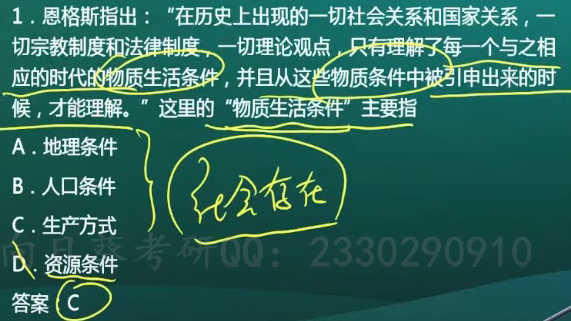 1．恩格斯指出：“在历史上出现的一切社会关系和国家关系，一
切宗教制度和法律制度，一切理论观点，只有理解了每一个与之相
应的时代的物质生活条件，并且从这些物质条件中被引申出来的时
候，才能理解。”这里的“物质生活条件”主要指
A．地理条件
B．人口条件
社会存在
C．生产方式
向日葵考研QQ：2330290910
D．资源条件
答案：C